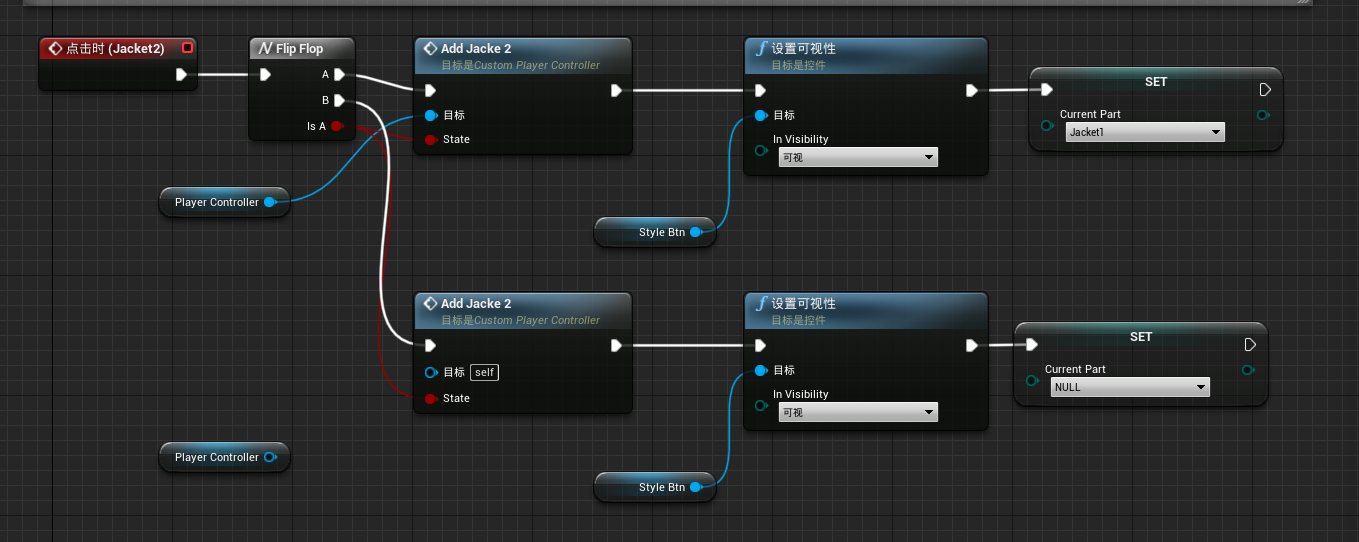 点击时 (Jacket2)
Flip Flop
A
B
Is A
Add Jacke 2
目标是Custom Player Controller
目标
State
设置可视性
目标是控件
目标
In Visibility
可视
SET
Current Part
Jacket1
Player Controller
Style Btn
Add Jacke 2
目标是Custom Player Controller
目标 self
State
设置可视性
目标是控件
目标
In Visibility
可视
SET
Current Part
NULL
Player Controller
Style Btn